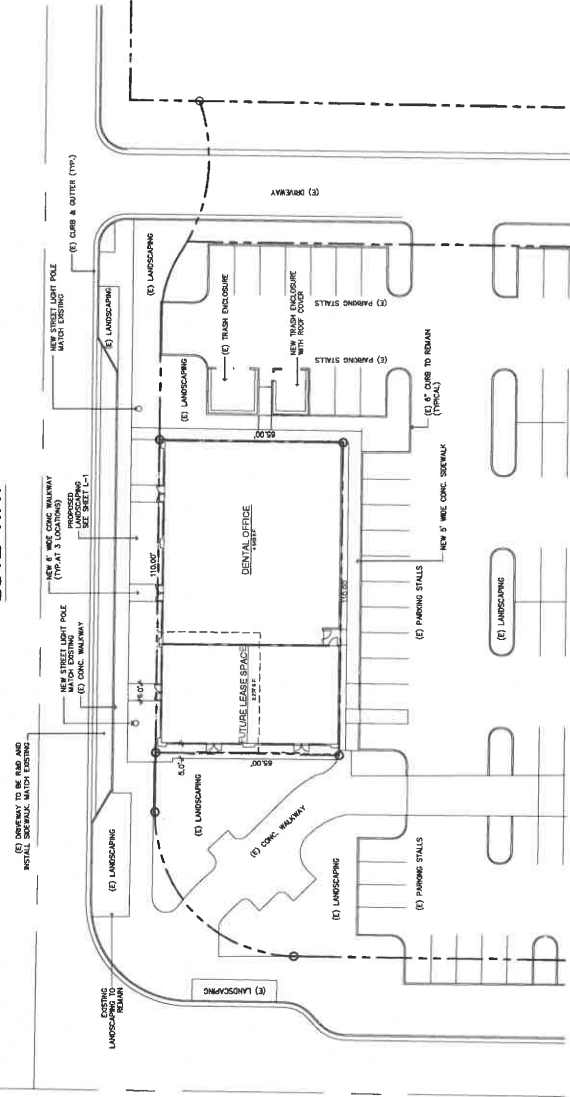 (E) DRIVEWAY TO BE R&D AND
INSTALL SIDEWALK, MATCH EXISTING
NEW STREET LIGHT POLE
MATCH EXISTING
(E) CONC. WALKWAY
NEW 6' WIDE CONC WALKWAY
(TYP.AT 3 LOCATIONS)
PROPOSED
LANDSCAPING
SEE SHEET L-1
NEW STREET LIGHT POLE
MATCH EXISTING
(E) CURB & GUTTER (TYP.)
EXISTING
LANDSCAPING TO
REMAIN
(E) LANDSCAPING
(E) LANDSCAPING
(E) LANDSCAPING
(E) LANDSCAPING
(E) DRIVEWAY
(E) TRASH ENCLOSURE
NEW TRASH ENCLOSURE
WITH ROOF COVER
(E) PARKING STALLS
(E) PARKING STALLS
(E) 6" CURB TO REMAIN
(TYPICAL)
110.00'
65.00'
DENTAL OFFICE
FUTURE LEASE SPACE
110.00'
65.00'
5.0'
(E) LANDSCAPING
(E) CONC. WALKWAY
(E) LANDSCAPING
(E) LANDSCAPING
NEW 5' WIDE CONC. SIDEWALK
(E) PARKING STALLS
(E) PARKING STALLS
(E) LANDSCAPING